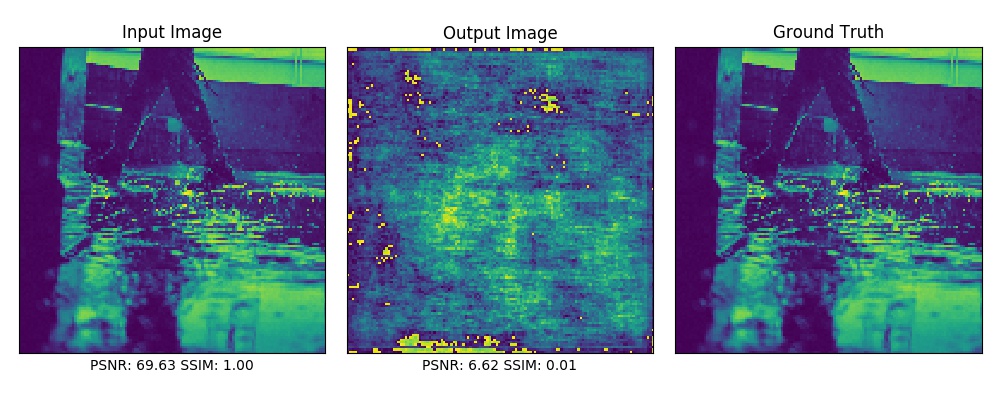 Input Image
Output Image
Ground Truth
PSNR: 69.63 SSIM: 1.00
PSNR: 6.62 SSIM: 0.01